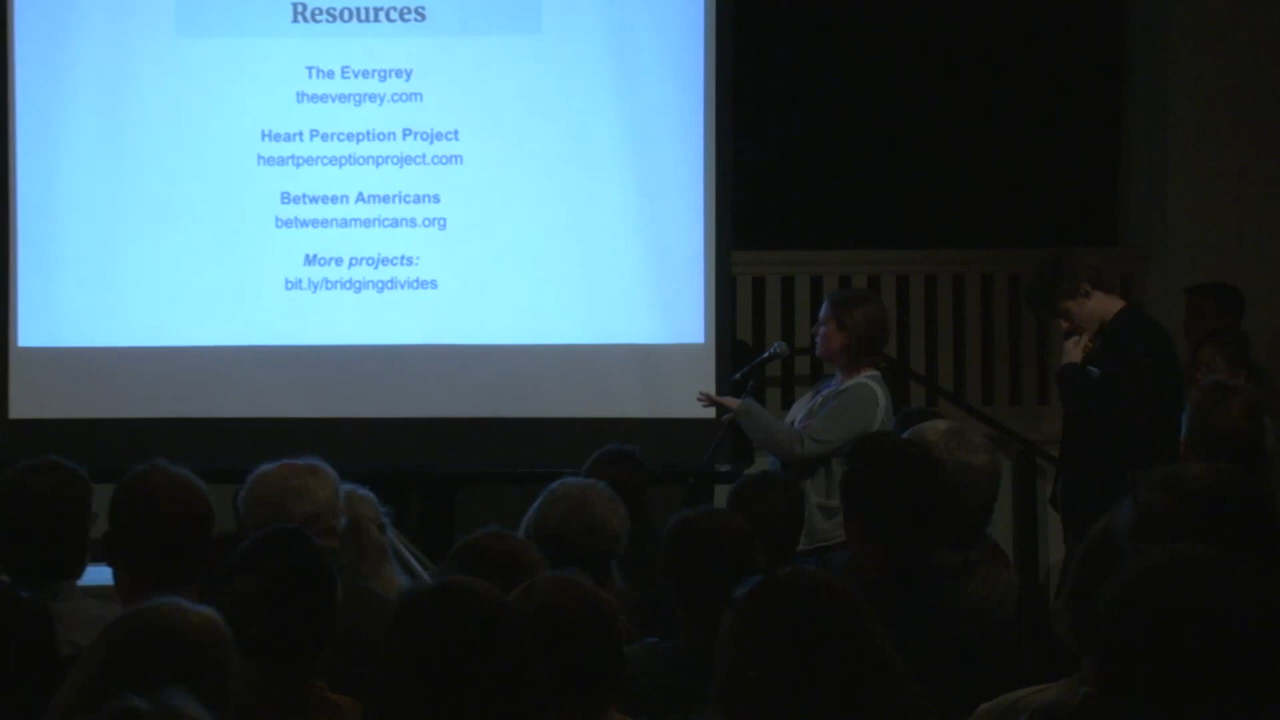 Resources
The Evergrey
theevergrey.com
Heart Perception Project
heartperceptionproject.com
Between Americans
betweenamericans.org
More projects:
bit.ly/bridgingdivides